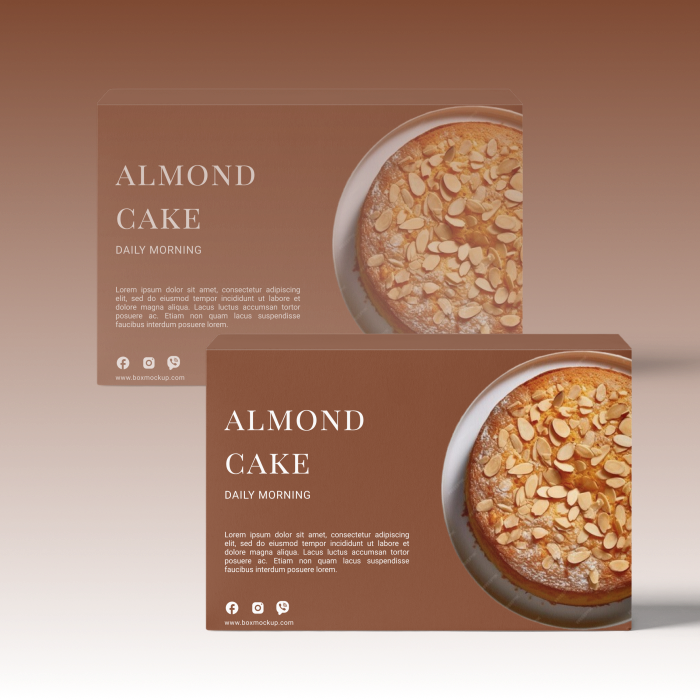 ALMOND
CAKE
DAILY MORNING
Lorem ipsum dolor sit amet, consectetur adipiscing
elit, sed do eiusmod tempor incididunt ut labore et
dolore magna aliqua. Lacus luctus accumsan tortor
posuere ac. Etiam non quam lacus suspendisse
faucibus interdum posuere lorem.
www.boxmockup.com
ALMOND
CAKE
DAILY MORNING
Lorem ipsum dolor sit amet, consectetur adipiscing
elit, sed do eiusmod tempor incididunt ut labore et
dolore magna aliqua. Lacus luctus accumsan tortor
posuere ac. Etiam non quam lacus suspendisse
faucibus interdum posuere lorem.
www.boxmockup.com